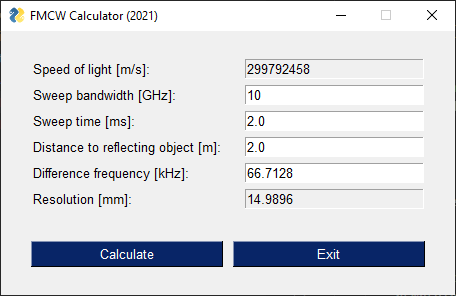 FMCW Calculator (2021)
Speed of light [m/s]: 299792458
Sweep bandwidth [GHz]: 10
Sweep time [ms]: 2.0
Distance to reflecting object [m]: 2.0
Difference frequency [kHz]: 66.7128
Resolution [mm]: 14.9896
Calculate Exit